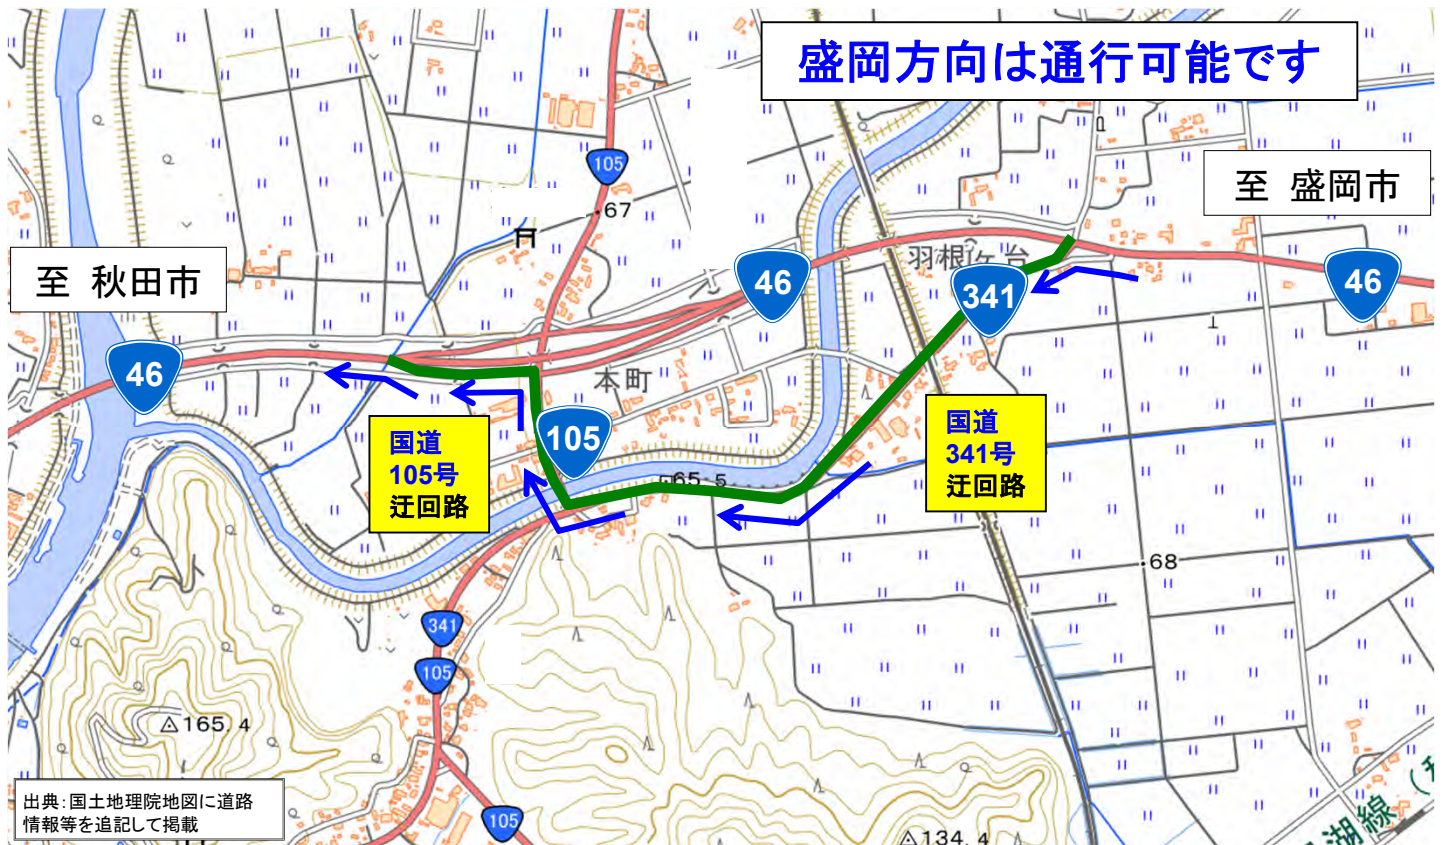 盛岡方向は通行可能です
至 盛岡市
至 秋田市
105
67
羽根ヶ台
46
341
46
46
本町
国道
105号
迂回路
105
国道
341号
迂回路
65.5
68
341
105
165.4
出典：国土地理院地図に道路
情報等を追記して掲載
105
134.4
湖線